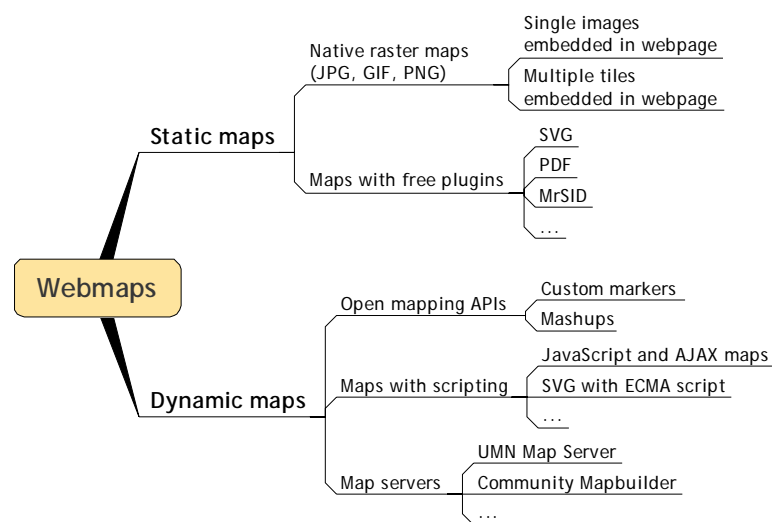 Webmaps
Static maps
Native raster maps
(JPG, GIF, PNG)
Single images
embedded in webpage
Multiple tiles
embedded in webpage
Maps with free plugins
SVG
PDF
MrSID
...
Dynamic maps
Open mapping APIs
Custom markers
Mashups
Maps with scripting
JavaScript and AJAX maps
SVG with ECMA script
...
Map servers
UMN Map Server
Community Mapbuilder
...